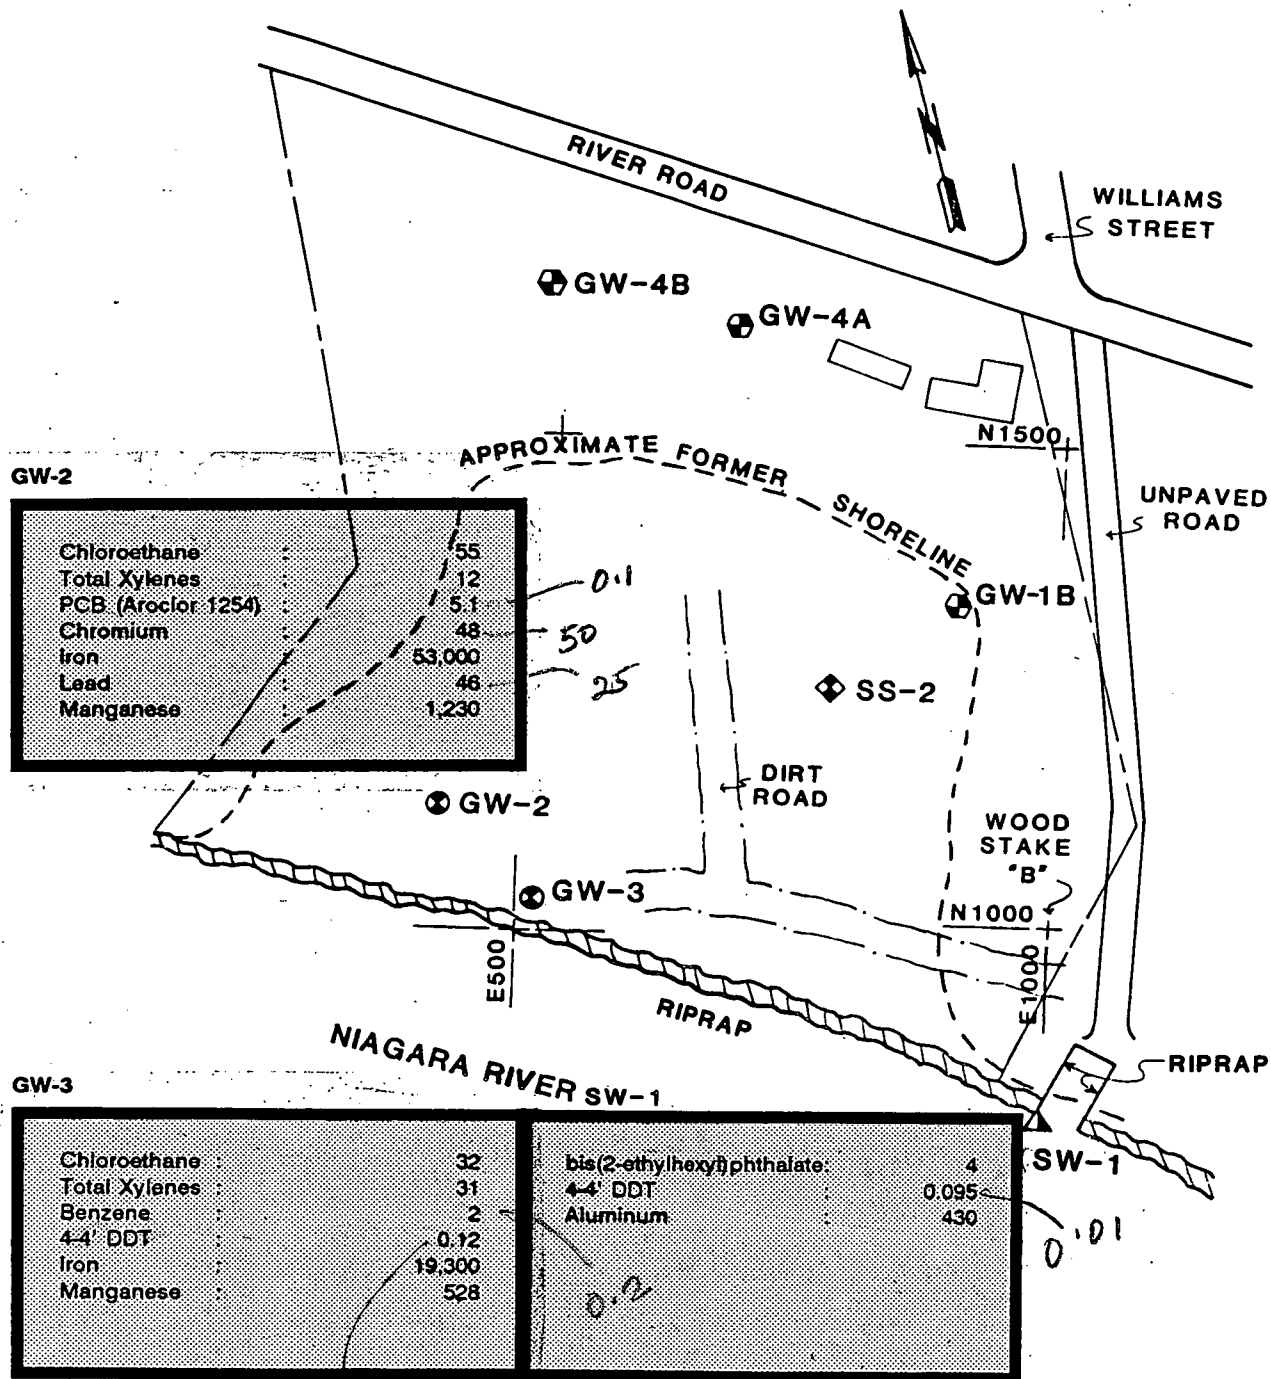 N
RIVER ROAD
WILLIAMS
STREET
GW-4B
GW-4A
N1500
APPROXIMATE FORMER SHORELINE
UNPAVED
ROAD
GW-2
Chloroethane : 55
Total Xylenes : 12
PCB (Aroclor 1254) : 5.1
Chromium : 48
Iron : 53,000
Lead : 46
Manganese : 1,230
0.1
50
25
GW-1B
SS-2
DIRT
ROAD
GW-2
WOOD
STAKE
"B"
GW-3
N1000
E500
E1000
RIPRAP
NIAGARA RIVER
RIPRAP
GW-3
Chloroethane : 32
Total Xylenes : 31
Benzene : 2
4-4' DDT : 0.12
Iron : 19,300
Manganese : 528
0.2
SW-1
bis(2-ethylhexyl)phthalate: 4
4-4' DDT : 0.095
Aluminum : 430
0.01
SW-1